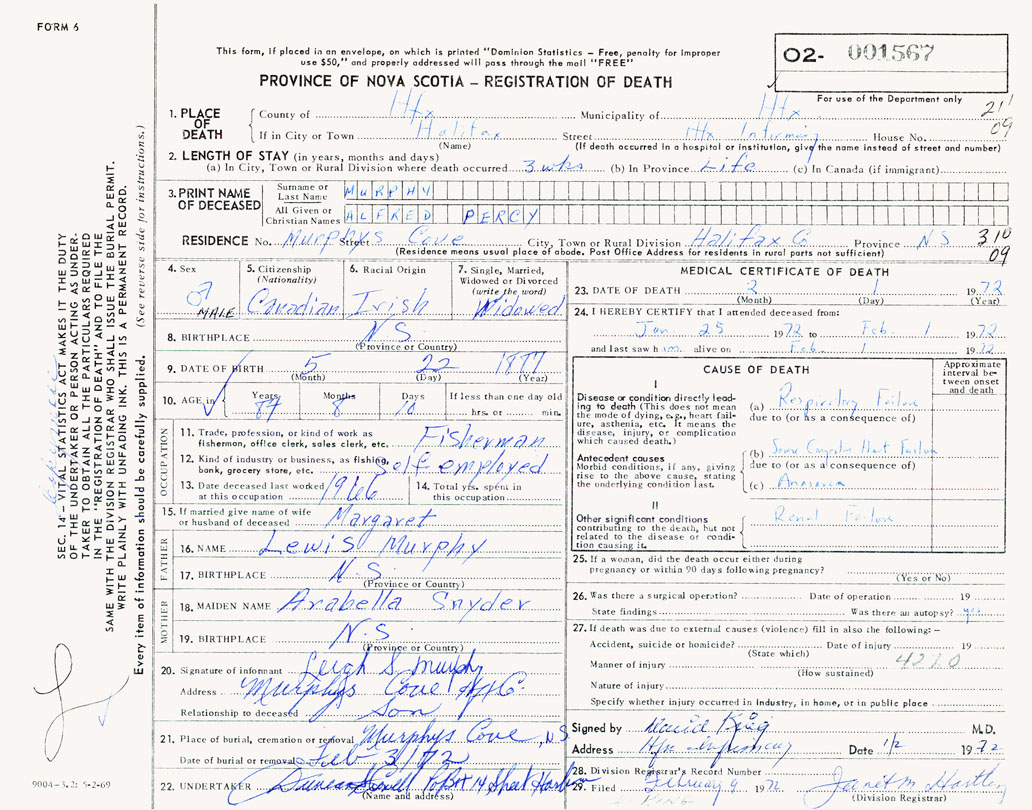 FORM 6
This form, if placed in an envelope, on which is printed "Dominion Statistics – Free, penalty for improper
use $50," and properly addressed will pass through the mail "FREE"
PROVINCE OF NOVA SCOTIA – REGISTRATION OF DEATH
O2- 001567
For use of the Department only
1. PLACE OF DEATH
County of Hfx Municipality of Hfx. 21
09
If in City or Town Halifax Street Hfx Infirmary House No.
(Name) (If death occurred in a hospital or institution, give the name instead of street and number)
2. LENGTH OF STAY (in years, months and days)
(a) In City, Town or Rural Division where death occurred 3 wks (b) In Province Life (c) In Canada (if immigrant)
3. PRINT NAME OF DECEASED
Surname or Last Name MURPHY
All Given or Christian Names ALFRED PERCY
RESIDENCE No. Murphys Street Cove City, Town or Rural Division Halifax Co Province NS 310
(Residence means usual place of abode. Post Office Address for residents in rural parts not sufficient) 09
4. Sex ♂ MALE
5. Citizenship (Nationality) Canadian
6. Racial Origin Irish
7. Single, Married, Widowed or Divorced (write the word) Widowed
8. BIRTHPLACE N.S.
(Province or Country)
9. DATE OF BIRTH 5 22 1887
(Month) (Day) (Year)
10. AGE in Years 84 Months 8 Days 10 If less than one day old
hrs. or min.
OCCUPATION
11. Trade, profession, or kind of work as Fisherman
fishermen, office clerk, sales clerk, etc.
12. Kind of industry or business, as fishing, Self employed
bank, grocery store, etc.
13. Date deceased last worked at this occupation 1966
14. Total yrs. spent in this occupation
15. If married give name of wife or husband of deceased Margaret
FATHER
16. NAME Lewis Murphy
17. BIRTHPLACE N.S.
(Province or Country)
MOTHER
18. MAIDEN NAME Arabella Snyder
19. BIRTHPLACE N.S
(Province or Country)
20. Signature of informant Leigh S. Murphy
Address Murphys Cove Hfx Co.
Relationship to deceased Son
21. Place of burial, cremation or removal Murphys Cove, N.S.
Date of burial or removal Feb 3/72
22. UNDERTAKER Duncan P.O. Box 14 Sheet Harbour
(Name and address)
MEDICAL CERTIFICATE OF DEATH
23. DATE OF DEATH 2 1 1972
(Month) (Day) (Year)
24. I HEREBY CERTIFY that I attended deceased from:
Jan 25 1972 to Feb. 1 1972
and last saw him alive on Feb. 1 1972
CAUSE OF DEATH
Approximate interval between onset and death
I
Disease or condition directly leading to death (This does not mean the mode of dying, e.g., heart failure, asthenia, etc. It means the disease, injury, or complication which caused death.)
(a) Respiratory Failure
due to (or as a consequence of)
Antecedent causes
Morbid conditions, if any, giving rise to the above cause, stating the underlying condition last.
(b) Congestive Heart Failure
due to (or as a consequence of)
(c)
II
Other significant conditions contributing to the death, but not related to the disease or condition causing it.
Renal Failure
25. If a woman, did the death occur either during
pregnancy or within 90 days following pregnancy?
(Yes or No)
26. Was there a surgical operation? Date of operation 19
State findings Was there an autopsy? yes
27. If death was due to external causes (violence) fill in also the following: –
Accident, suicide or homicide? Date of injury 19
(State which)
Manner of injury
(How sustained)
Nature of injury
Specify whether injury occurred in industry, in home, or in public place
Signed by David King M.D.
Address Hfx Infirmary Date 1/2 1972
28. Division Registrar's Record Number
29. Filed February 9 1972 Janet M Hartley
(Division Registrar)
SEC. 14 – VITAL STATISTICS ACT MAKES IT THE DUTY
OF THE UNDERTAKER OR PERSON ACTING AS UNDER-
TAKER TO OBTAIN ALL THE PARTICULARS REQUIRED
IN THE "REGISTRATION OF DEATH" AND TO FILE THE
SAME WITH THE DIVISION REGISTRAR WHO SHALL ISSUE THE BURIAL PERMIT.
WRITE PLAINLY WITH UNFADING INK. THIS IS A PERMANENT RECORD.
Every item of information should be carefully supplied. (See reverse side for instructions.)
9004-3.2: 5-2-69